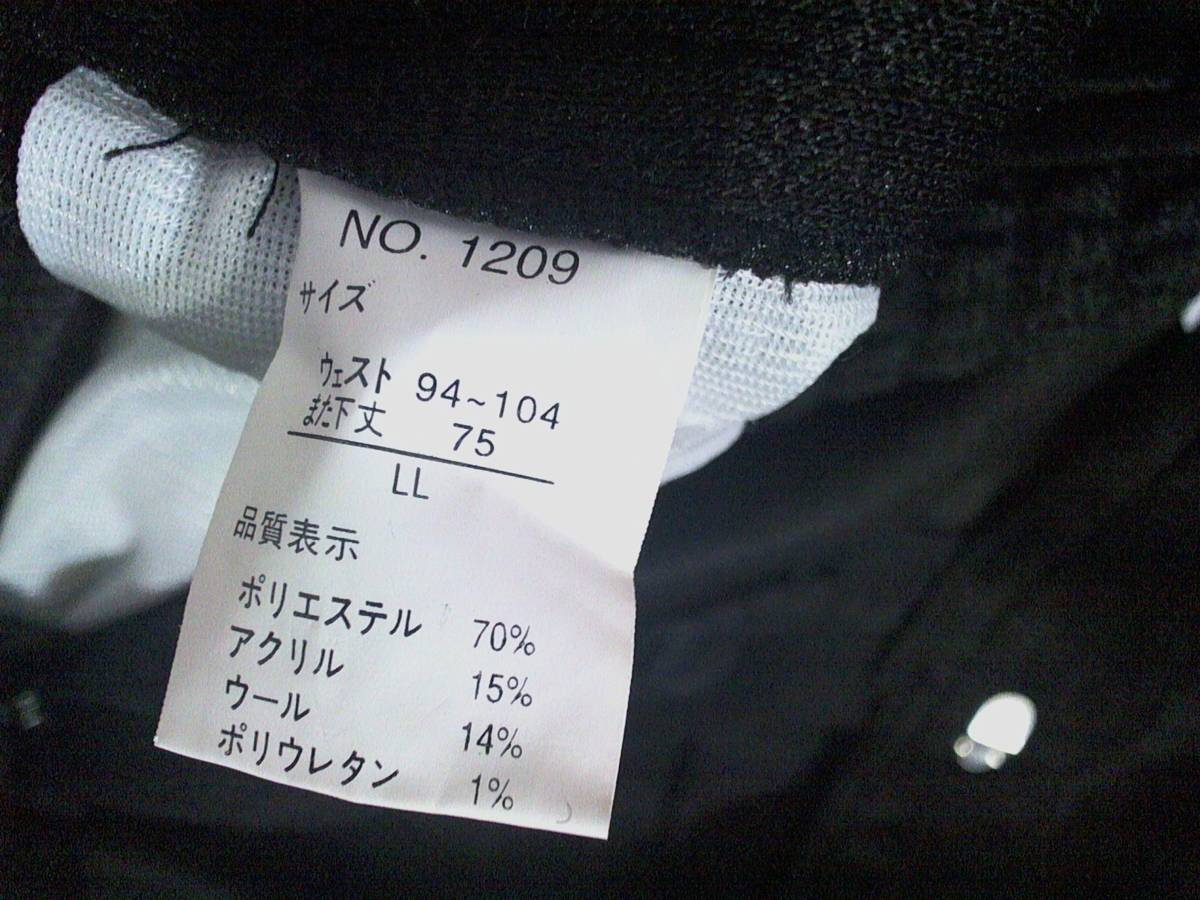 NO. 1209
サイズ
ウェスト 94~104
また下丈 75
LL
品質表示
ポリエステル 70%
アクリル 15%
ウール 14%
ポリウレタン 1%